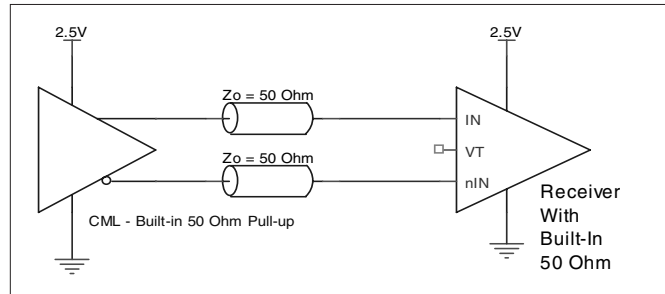 2.5V
2.5V
Zo = 50 Ohm
IN
VT
Zo = 50 Ohm
nIN
CML - Built-in 50 Ohm Pull-up
Receiver
With
Built-In
50 Ohm